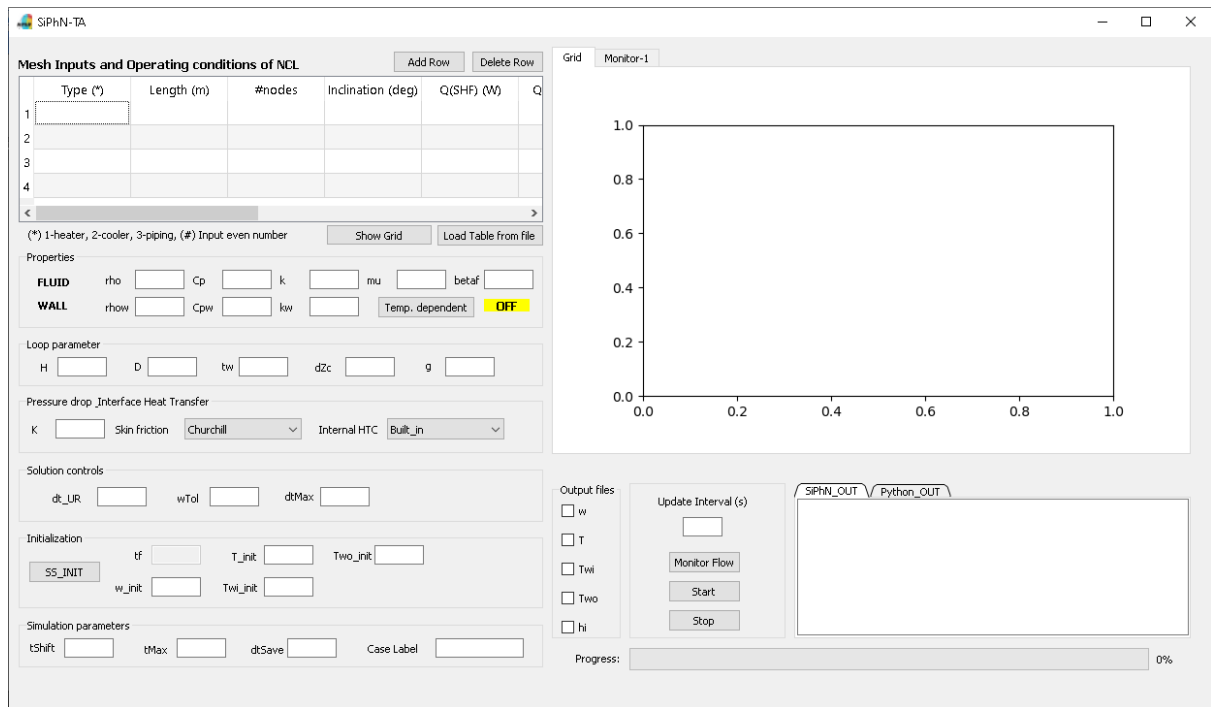 SiPhN-TA
Mesh Inputs and Operating conditions of NCL
Add Row Delete Row
Type (*) Length (m) #nodes Inclination (deg) Q(SHF) (W) Q
1
2
3
4
(*) 1-heater, 2-cooler, 3-piping, (#) Input even number
Show Grid Load Table from file
Properties
FLUID rho Cp k mu betaf
WALL rhow Cpw kw Temp. dependent OFF
Loop parameter
H D tw dZc g
Pressure drop _Interface Heat Transfer
K Skin friction Churchill Internal HTC Built_in
Solution controls
dt_UR wTol dtMax
Initialization
SS_INIT
tf T_init Two_init
w_init Twi_init
Simulation parameters
tShift tMax dtSave Case Label
Grid Monitor-1
1.0
0.8
0.6
0.4
0.2
0.0
0.0 0.2 0.4 0.6 0.8 1.0
Output files
w
T
Twi
Two
hi
Update Interval (s)
Monitor Flow
Start
Stop
SiPhN_OUT Python_OUT
Progress: 0%